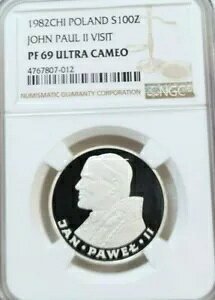 1982CHI POLAND S100Z
JOHN PAUL II VISIT
PF 69 ULTRA CAMEO
4767807-012
NGC
NUMISMATIC GUARANTY CORPORATION
JAN • PAWEŁ • II